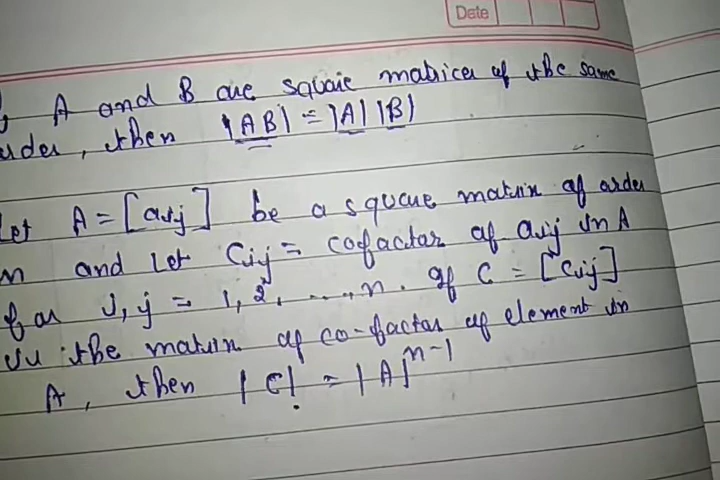 Date
If A and B are square matrices of the same
order, then |AB| = |A| |B|
Let A = [aij] be a square matrix of order
n and let Cij = cofactor of aij in A
for i, j = 1, 2, ...., n. If C = [Cij]
is the matrix of co-factor of element in
A, then |C| = |A|^n-1